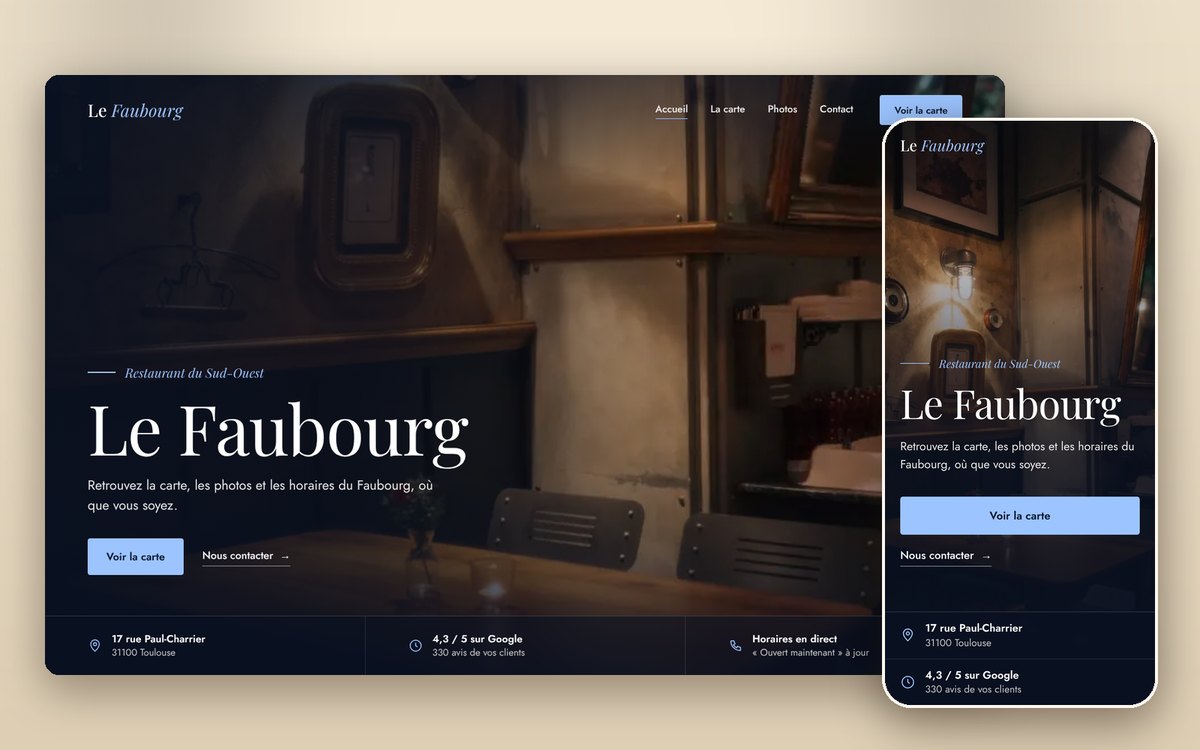 Le Faubourg
Accueil
La carte
Photos
Contact
Voir la carte
Restaurant du Sud-Ouest
Le Faubourg
Retrouvez la carte, les photos et les horaires du Faubourg, où
que vous soyez.
Voir la carte
Nous contacter →
17 rue Paul-Charrier
31100 Toulouse
4,3 / 5 sur Google
330 avis de vos clients
Horaires en direct
« Ouvert maintenant » à jour
Le Faubourg
Restaurant du Sud-Ouest
Le Faubourg
Retrouvez la carte, les photos et les horaires du
Faubourg, où que vous soyez.
Voir la carte
Nous contacter →
17 rue Paul-Charrier
31100 Toulouse
4,3 / 5 sur Google
330 avis de vos clients